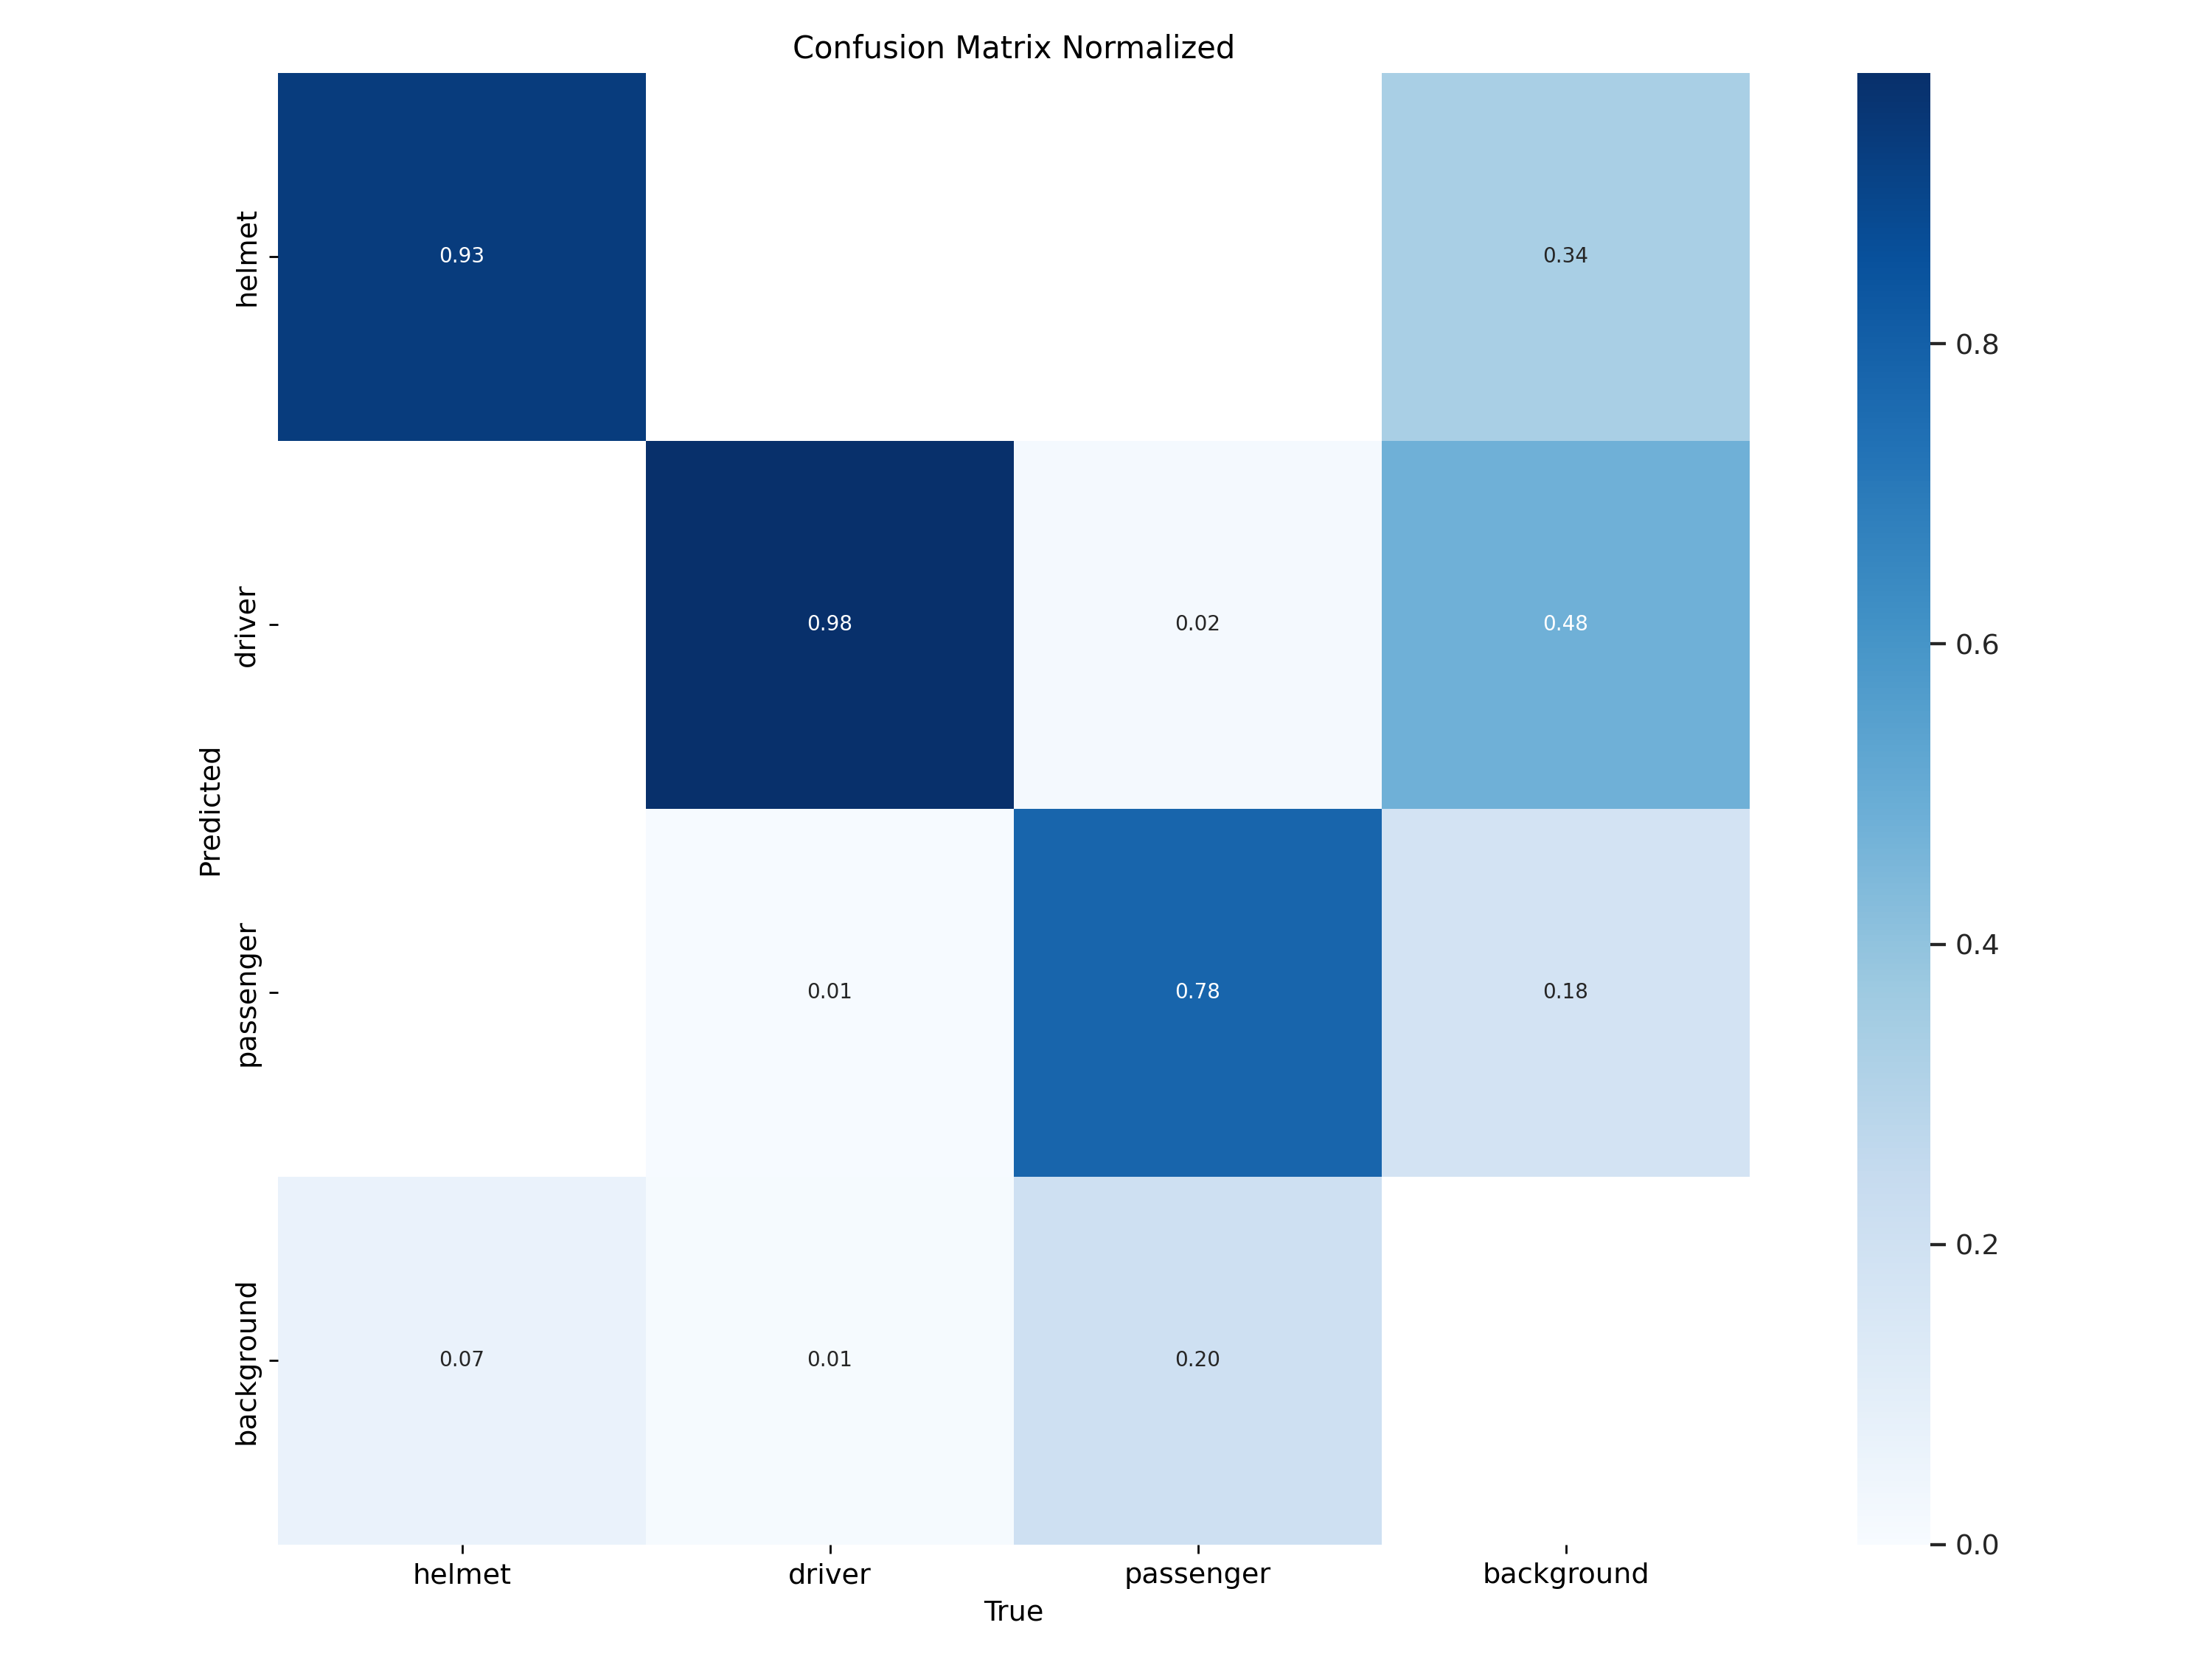 Confusion Matrix Normalized
helmet
0.93
0.34
driver
0.98
0.02
0.48
passenger
0.01
0.78
0.18
background
0.07
0.01
0.20
Predicted
helmet
driver
passenger
background
True
0.8
0.6
0.4
0.2
0.0